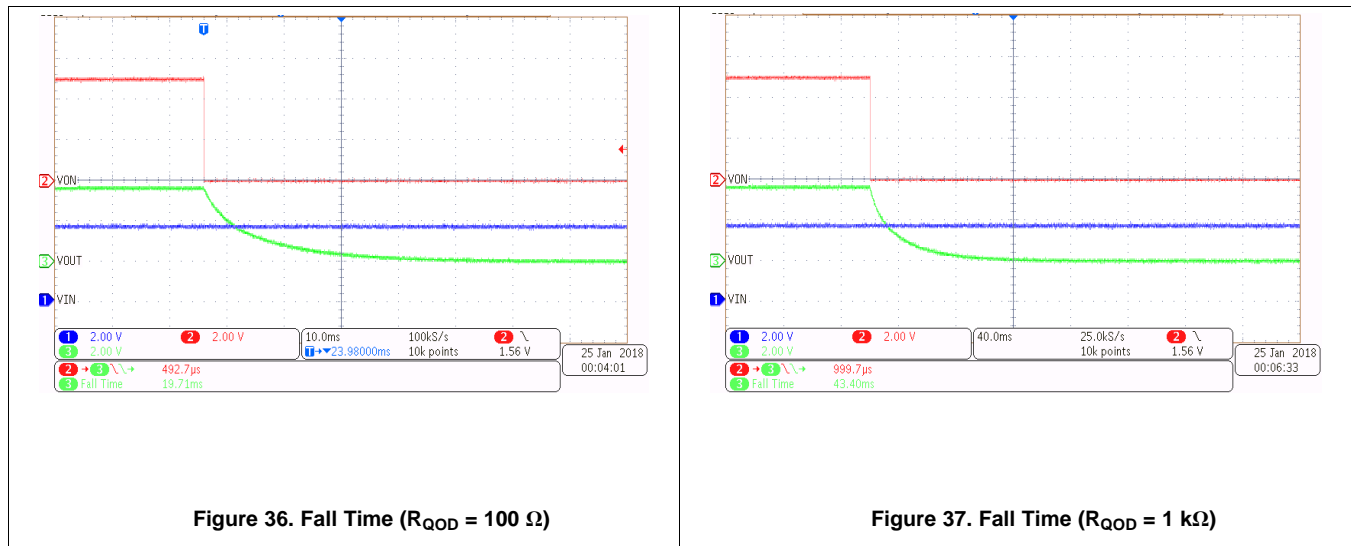 T
2 VON
3 VOUT
1 VIN
1 2.00 V 2 2.00 V
3 2.00 V
10.0ms 100kS/s 2 \
T→▼23.98000ms 10k points 1.56 V
2 → 3 492.7µs
3 Fall Time 19.71ms
25 Jan 2018
00:04:01
Figure 36. Fall Time (RQOD = 100 Ω)
2 VON
3 VOUT
1 VIN
1 2.00 V 2 2.00 V
3 2.00 V
40.0ms 25.0kS/s 2 \
10k points 1.56 V
2 → 3 999.7µs
3 Fall Time 43.40ms
25 Jan 2018
00:06:33
Figure 37. Fall Time (RQOD = 1 kΩ)